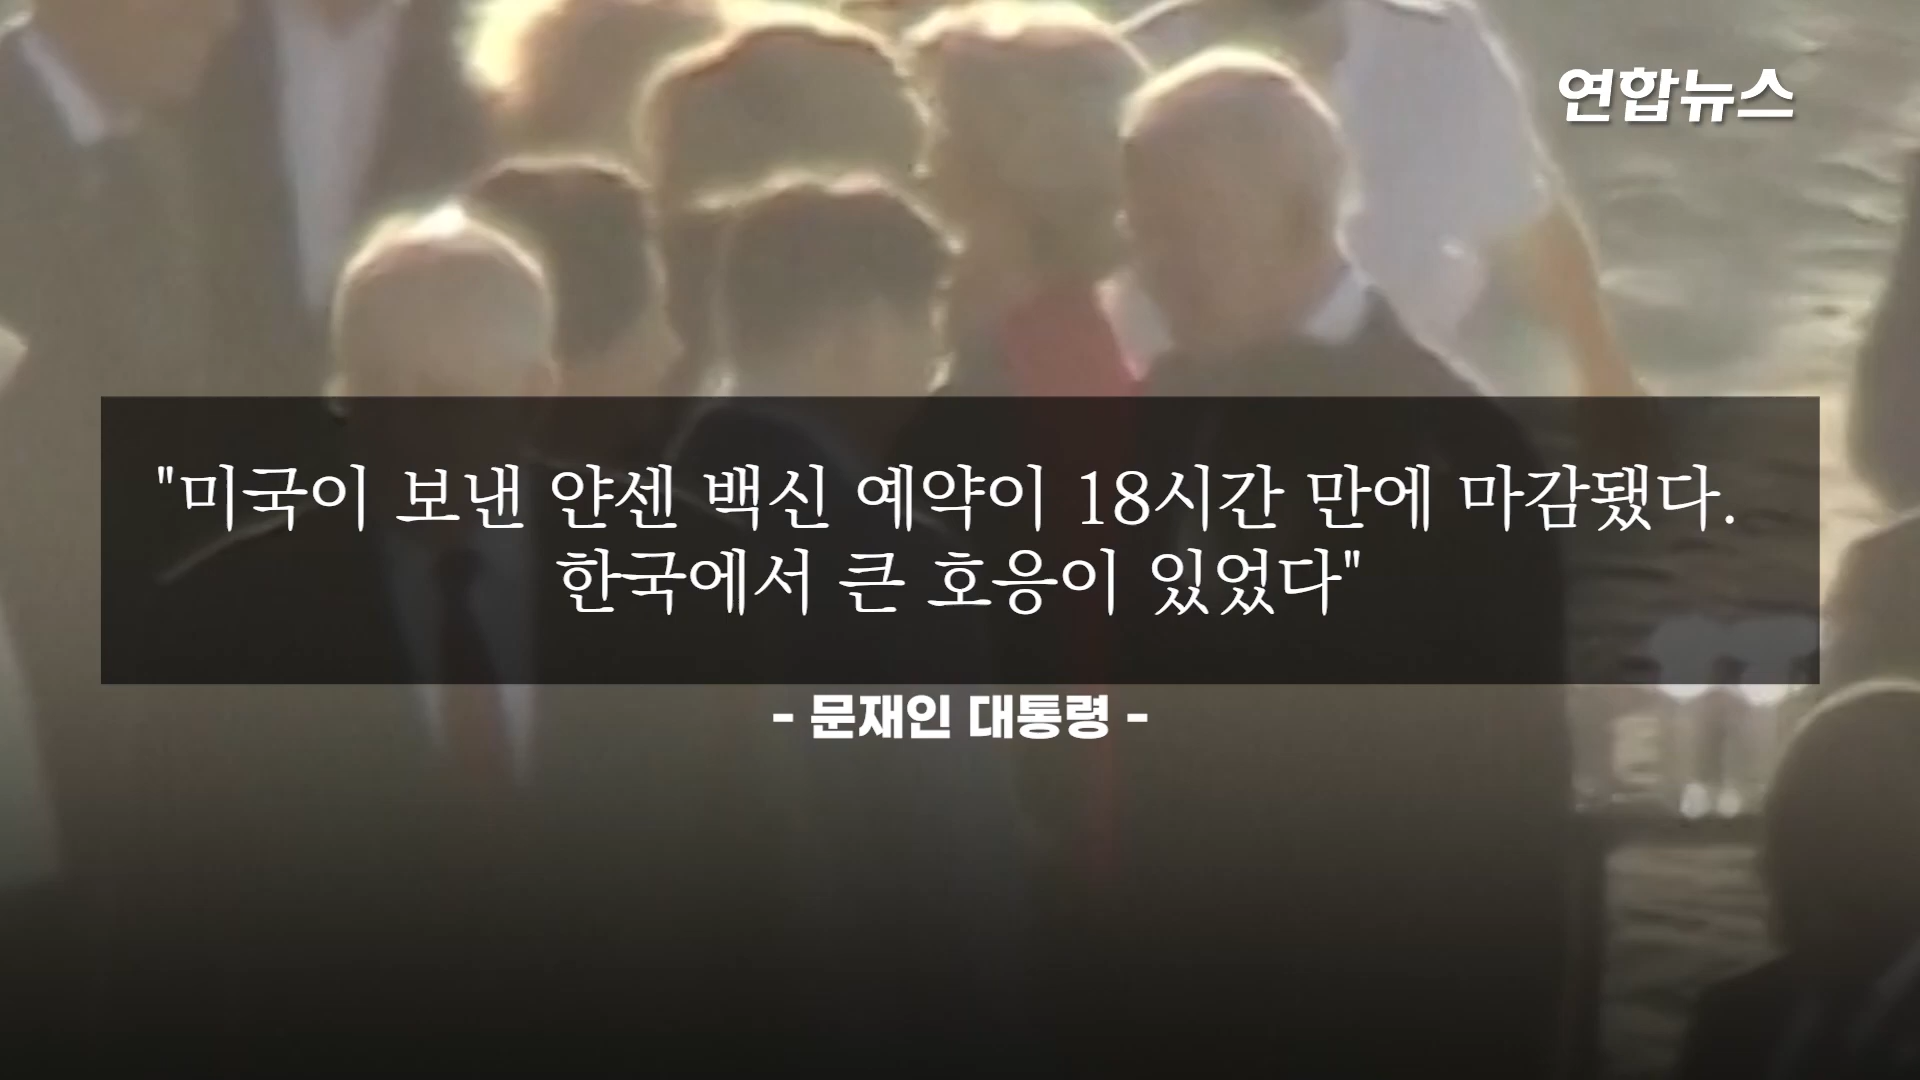 연합뉴스
"미국이 보낸 얀센 백신 예약이 18시간 만에 마감됐다.
한국에서 큰 호응이 있었다"
- 문재인 대통령 -